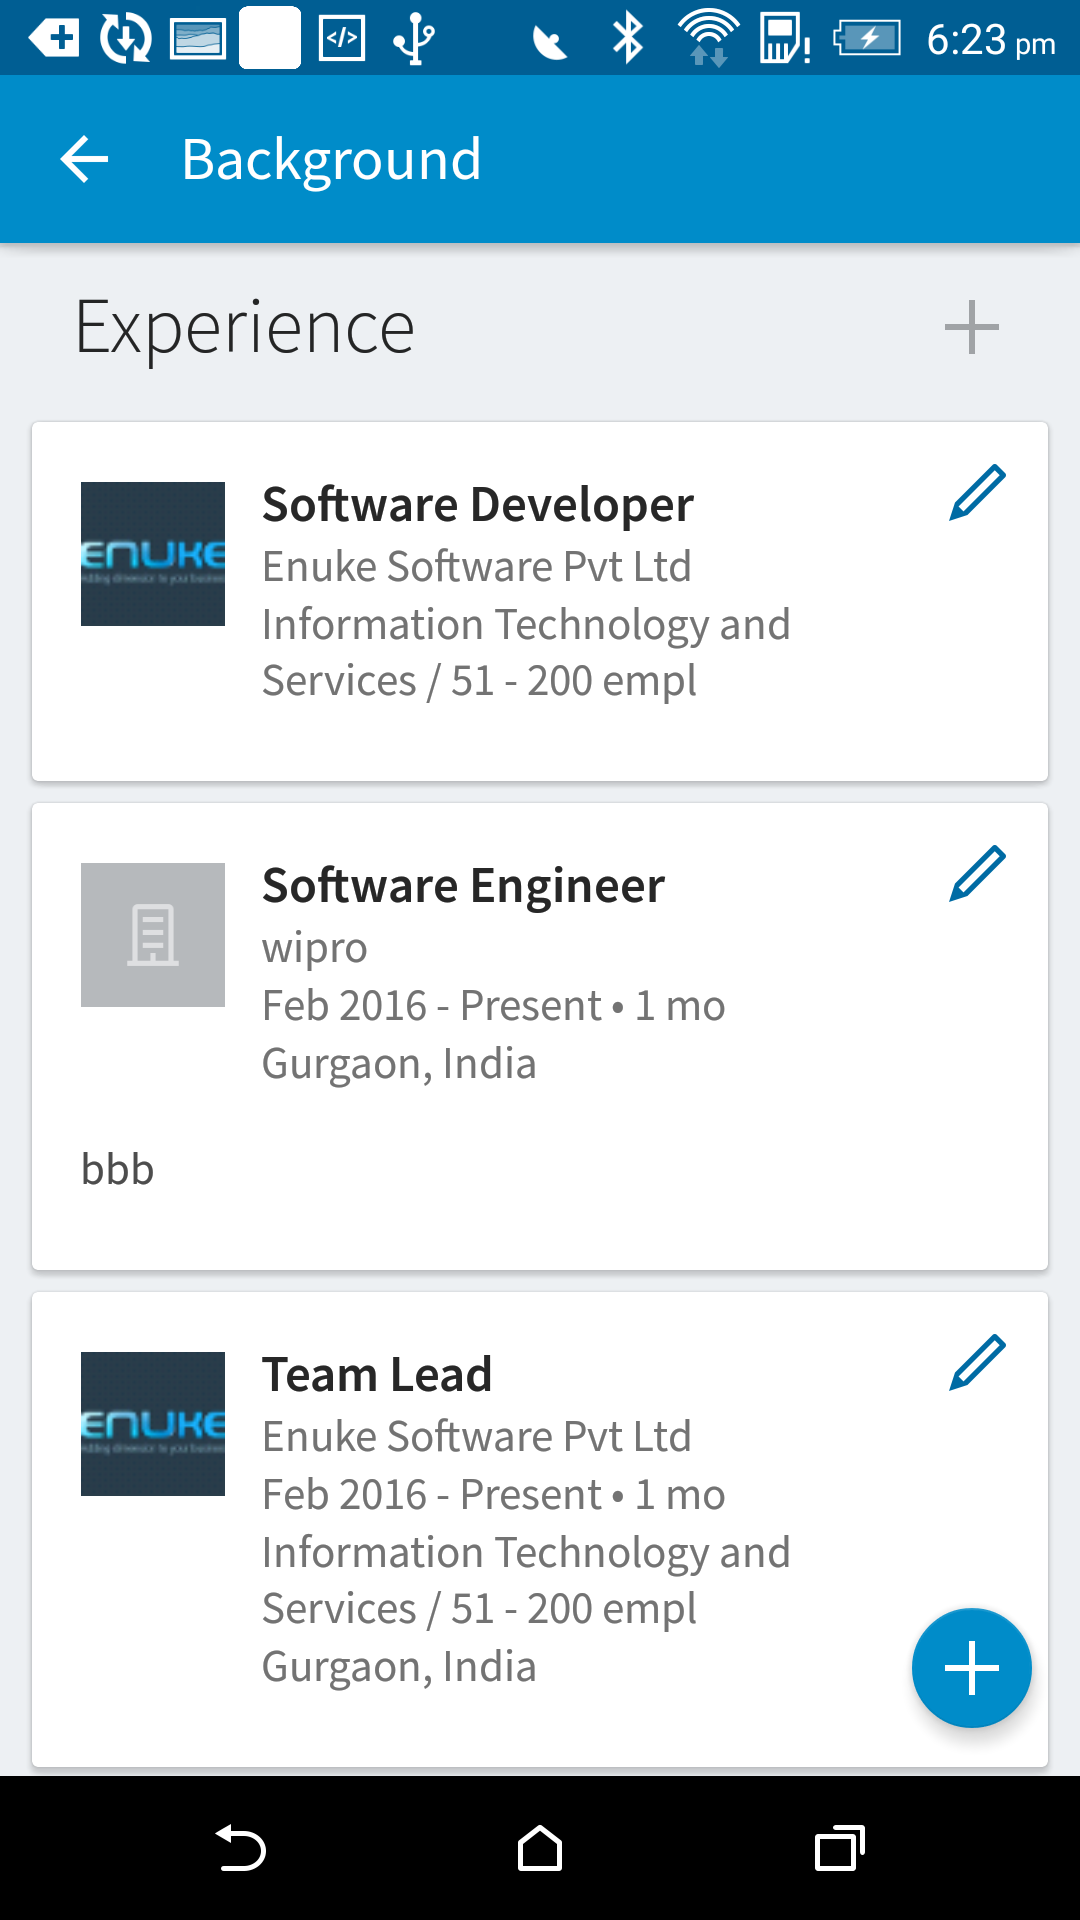 6:23 pm
Background
Experience
ENUKE
Software Developer
Enuke Software Pvt Ltd
Information Technology and
Services / 51 - 200 empl
Software Engineer
wipro
Feb 2016 - Present • 1 mo
Gurgaon, India
bbb
ENUKE
Team Lead
Enuke Software Pvt Ltd
Feb 2016 - Present • 1 mo
Information Technology and
Services / 51 - 200 empl
Gurgaon, India